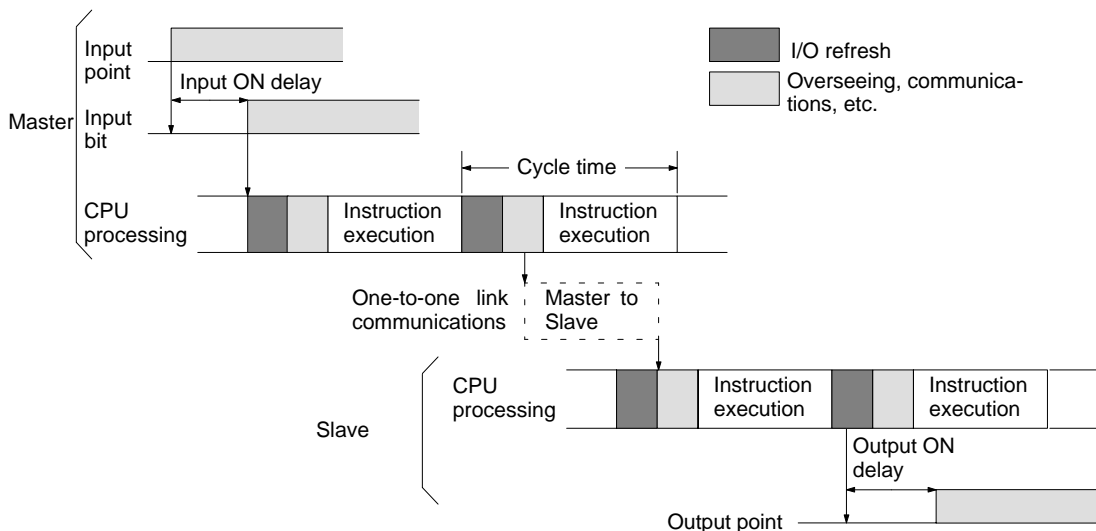 Input
point
I/O refresh
Overseeing, communica-
tions, etc.
Input ON delay
Master
Input
bit
Cycle time
CPU
processing
Instruction
execution
Instruction
execution
One-to-one link
communications
Master to
Slave
Slave
CPU
processing
Instruction
execution
Instruction
execution
Output ON
delay
Output point